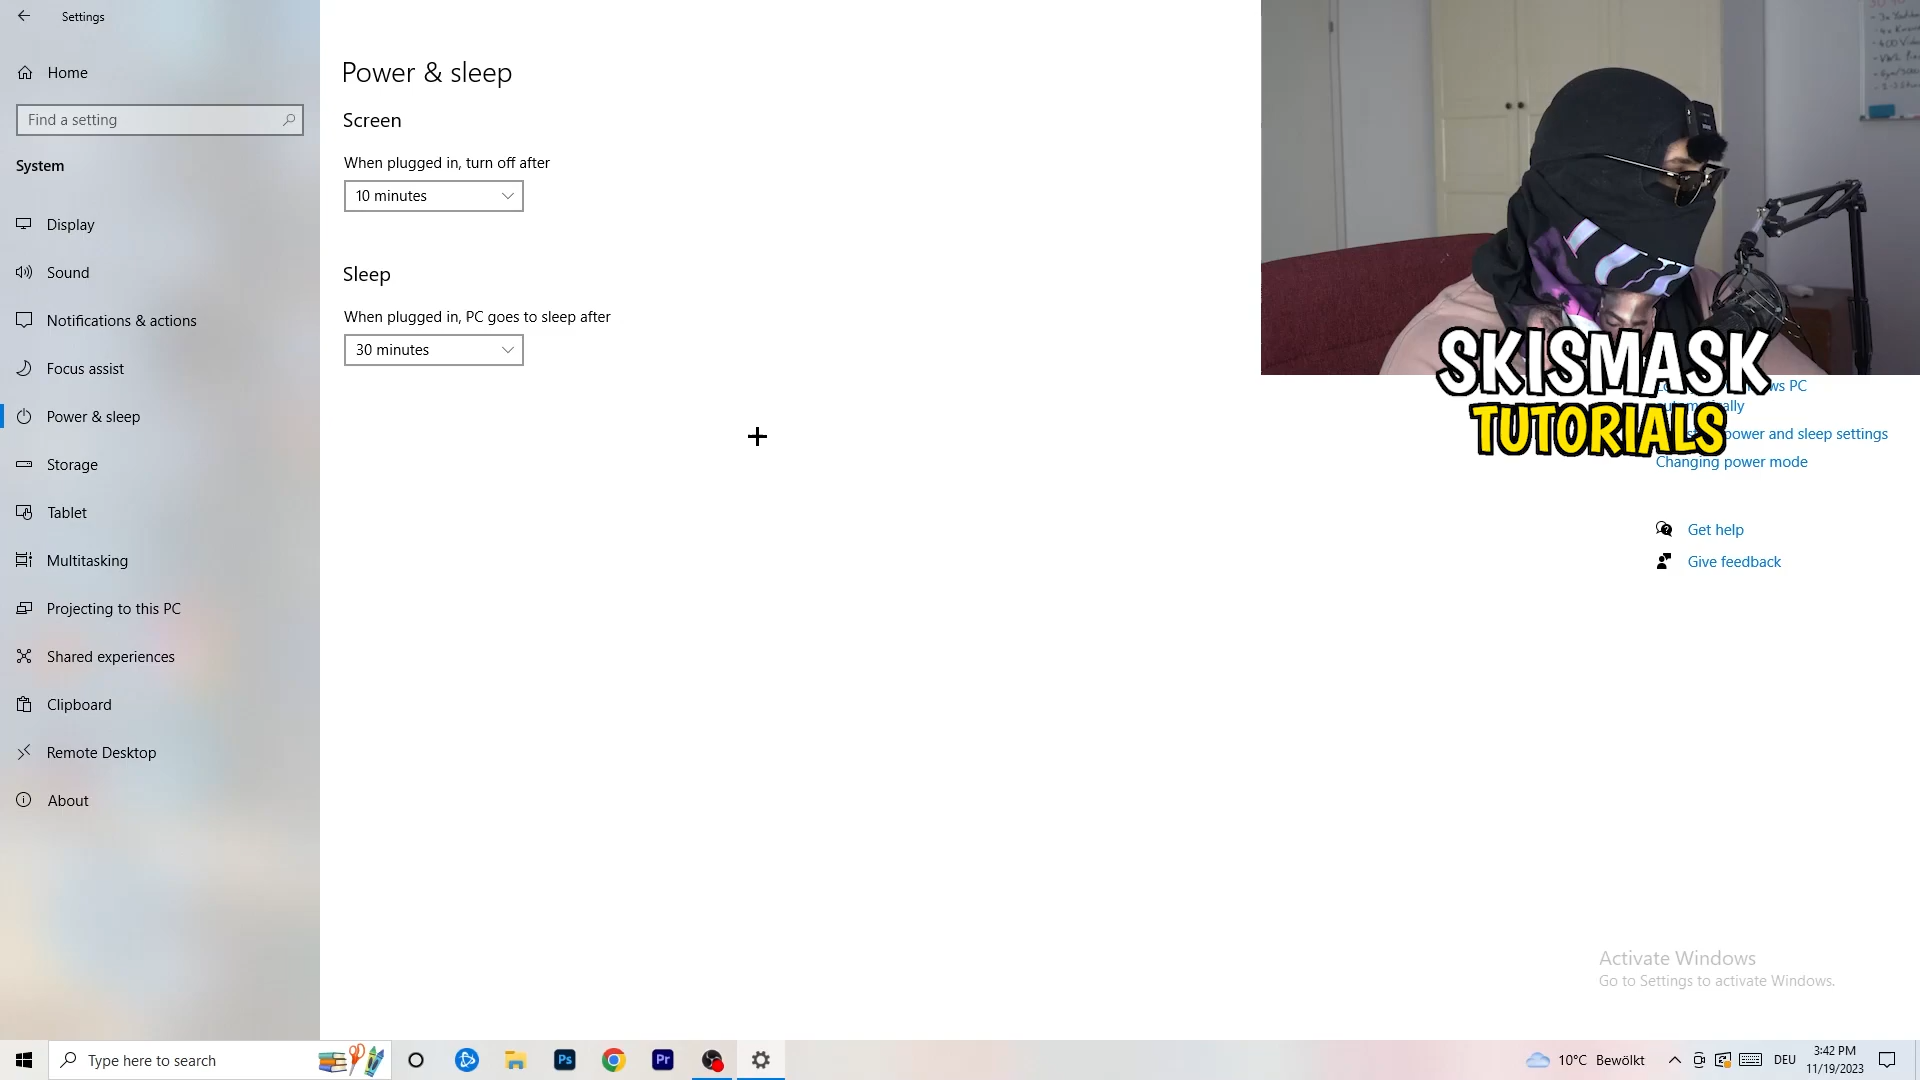 Settings
Home
Find a setting
System
Display
Sound
Notifications & actions
Focus assist
Power & sleep
Storage
Tablet
Multitasking
Projecting to this PC
Shared experiences
Clipboard
Remote Desktop
About
Power & sleep
Screen
When plugged in, turn off after
10 minutes
Sleep
When plugged in, PC goes to sleep after
30 minutes
SKISMASK
TUTORIALS
PC
power and sleep settings
Changing power mode
Get help
Give feedback
Activate Windows
Go to Settings to activate Windows.
Type here to search
Ps
Pr
10°C Bewölkt
DEU
3:42 PM
11/19/2023